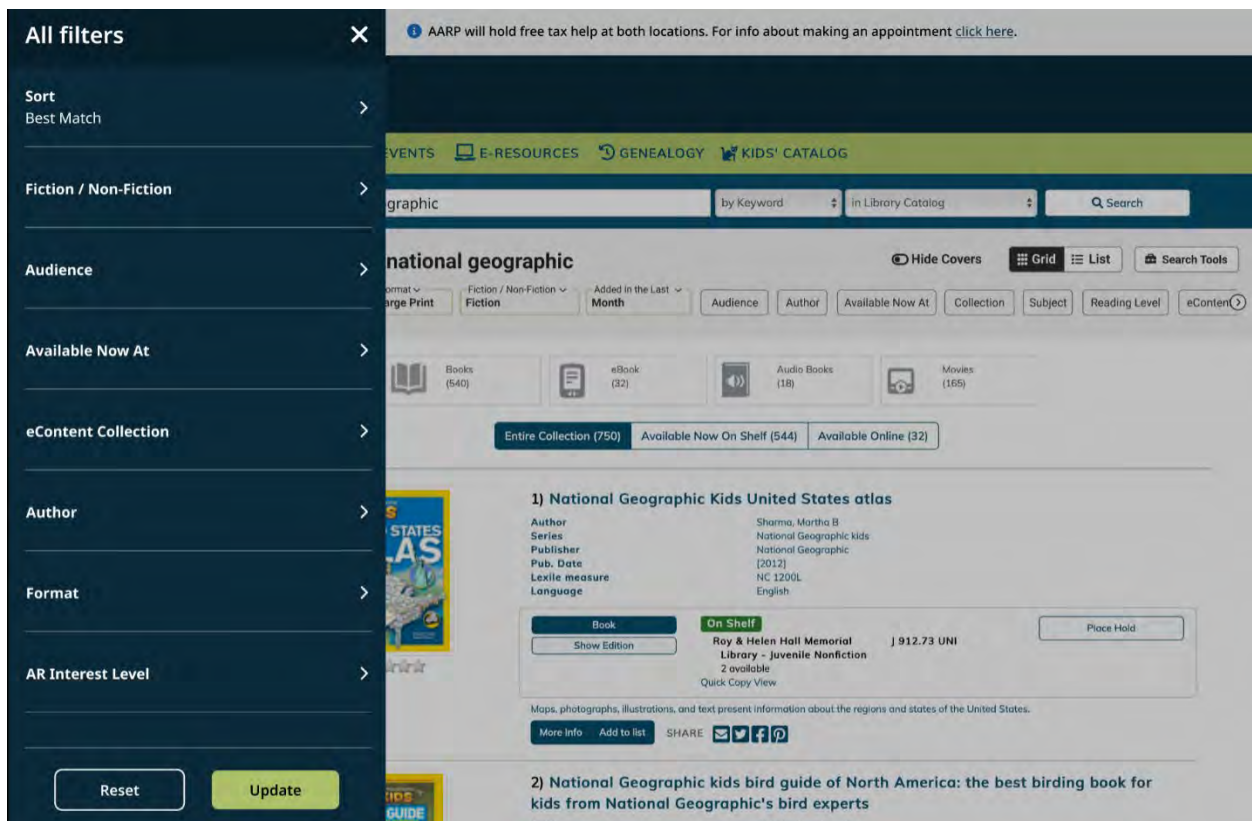 All filters
Sort
Best Match
Fiction / Non-Fiction
Audience
Available Now At
eContent Collection
Author
Format
AR Interest Level
Reset Update
AARP will hold free tax help at both locations. For info about making an appointment click here.
EVENTS E-RESOURCES GENEALOGY KIDS' CATALOG
graphic by Keyword in Library Catalog Search
national geographic Hide Covers Grid List Search Tools
ormat Fiction / Non-Fiction Added in the Last
arge Print Fiction Month Audience Author Available Now At Collection Subject Reading Level eConten
Books eBook Audio Books Movies
(540) (32) (18) (165)
Entire Collection (750) Available Now On Shelf (544) Available Online (32)
STATES
AS
1) National Geographic Kids United States atlas
Author Sharma, Martha B
Series National Geographic kids
Publisher National Geographic
Pub. Date [2012]
Lexile measure NC 1200L
Language English
Book On Shelf Place Hold
Show Edition Roy & Helen Hall Memorial J 912.73 UNI
Library - Juvenile Nonfiction
2 available
Quick Copy View
Maps, photographs, illustrations, and text present information about the regions and states of the United States.
More Info Add to list SHARE
KIDS
GUIDE
2) National Geographic kids bird guide of North America: the best birding book for
kids from National Geographic's bird experts